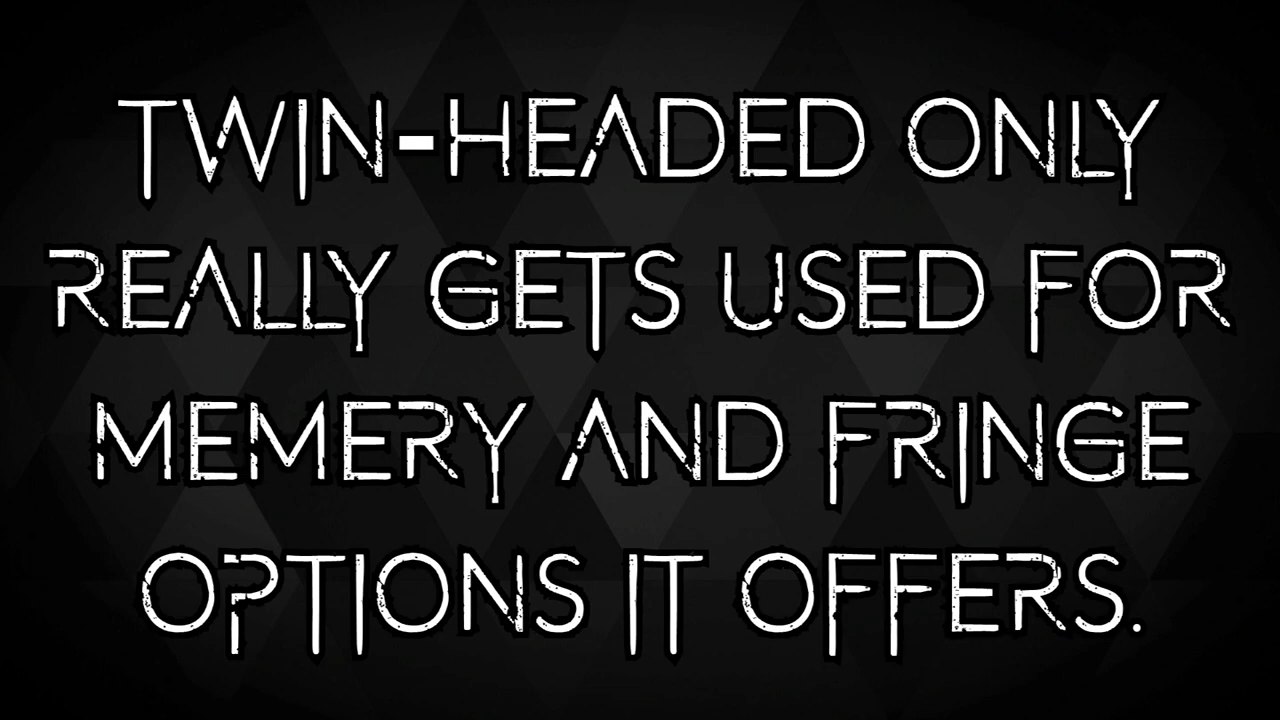 TWIN-HEADED ONLY
REALLY GETS USED FOR
MEMERY AND FRINGE
OPTIONS IT OFFERS.